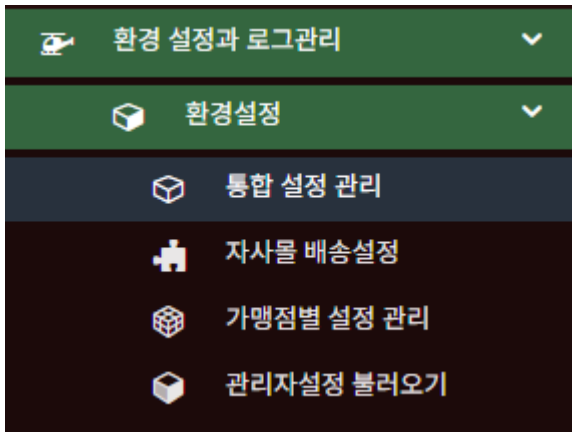 환경 설정과 로그관리
환경설정
통합 설정 관리
자사몰 배송설정
가맹점별 설정 관리
관리자설정 불러오기